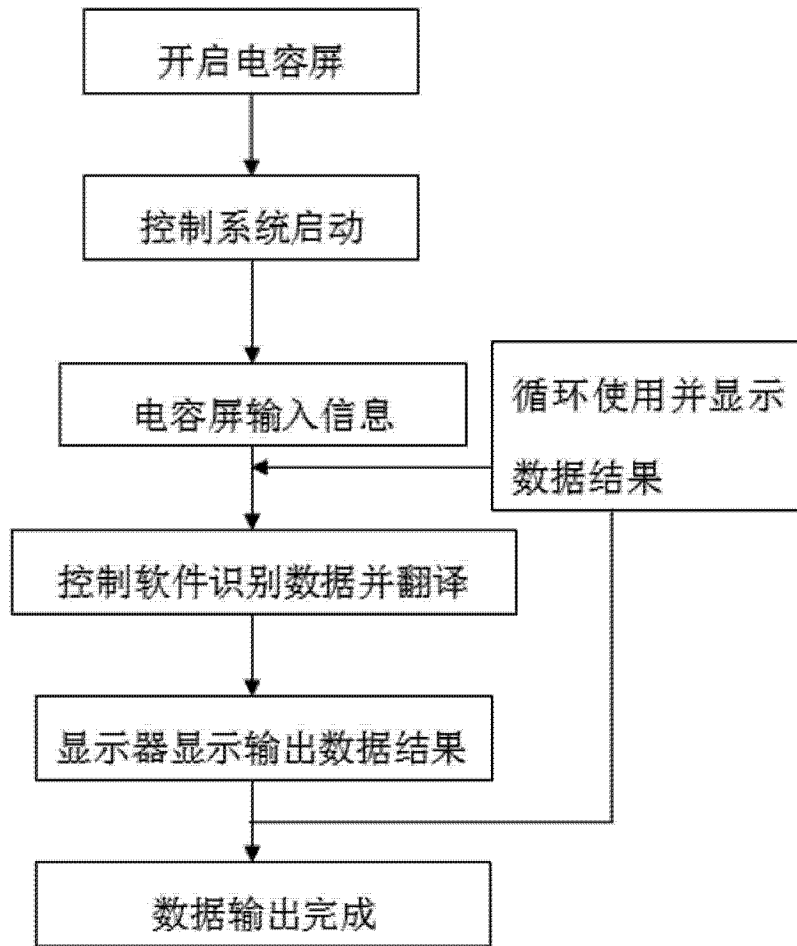 开启电容屏
控制系统启动
电容屏输入信息
循环使用并显示
数据结果
控制软件识别数据并翻译
显示器显示输出数据结果
数据输出完成